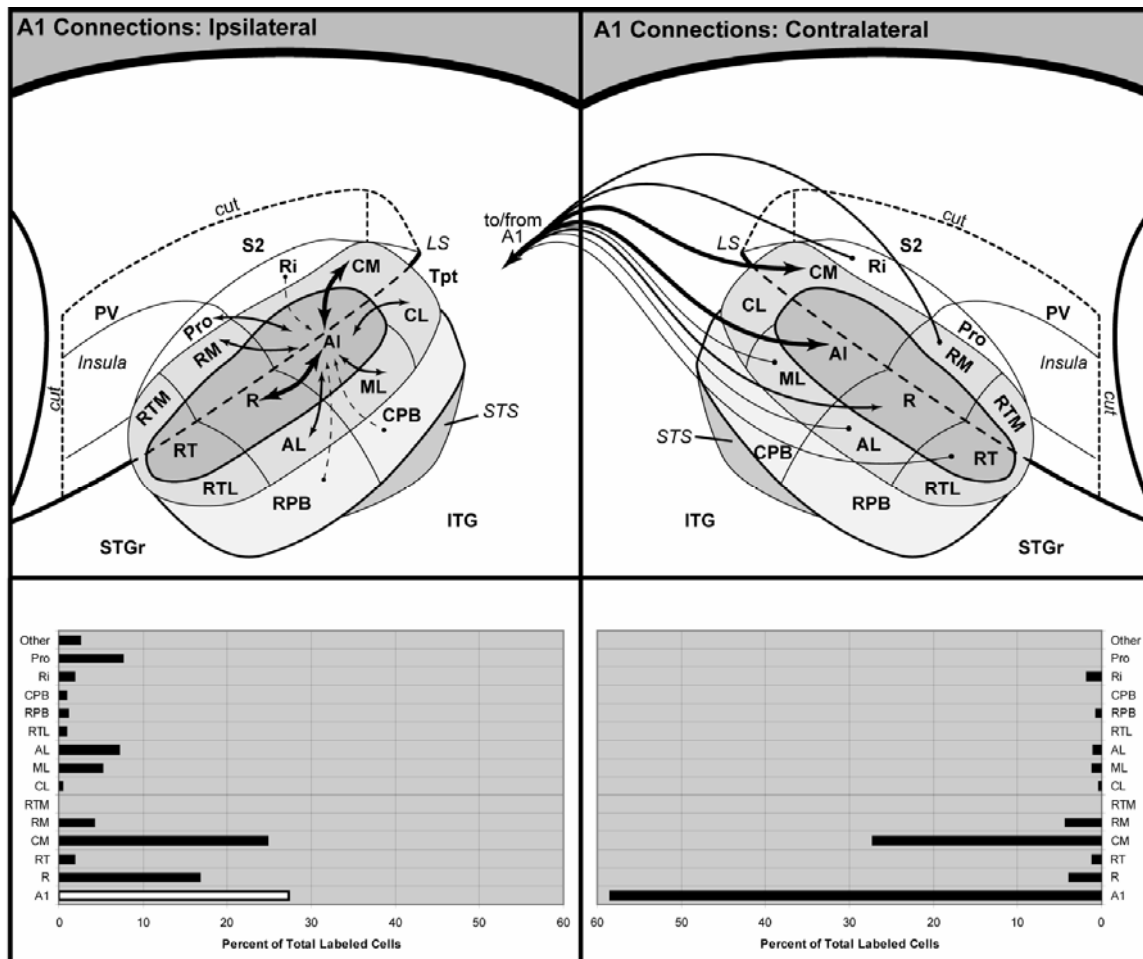 A1 Connections: Ipsilateral
cut
S2
LS
Ri
CM
Tpt
PV
Pro
CL
Insula
RM
AI
ML
cut
RTM
R
CPB
STS
RT
AL
RTL
RPB
ITG
STGr
A1 Connections: Contralateral
to/from
A1
cut
LS
S2
CM
Ri
CL
Pro
PV
AI
RM
Insula
ML
cut
R
RTM
STS
CPB
AL
RT
RTL
RPB
ITG
STGr
Other
Pro
Ri
CPB
RPB
RTL
AL
ML
CL
RTM
RM
CM
RT
R
A1
0 10 20 30 40 50 60
Percent of Total Labeled Cells
Other
Pro
Ri
CPB
RPB
RTL
AL
ML
CL
RTM
RM
CM
RT
R
A1
60 50 40 30 20 10 0
Percent of Total Labeled Cells